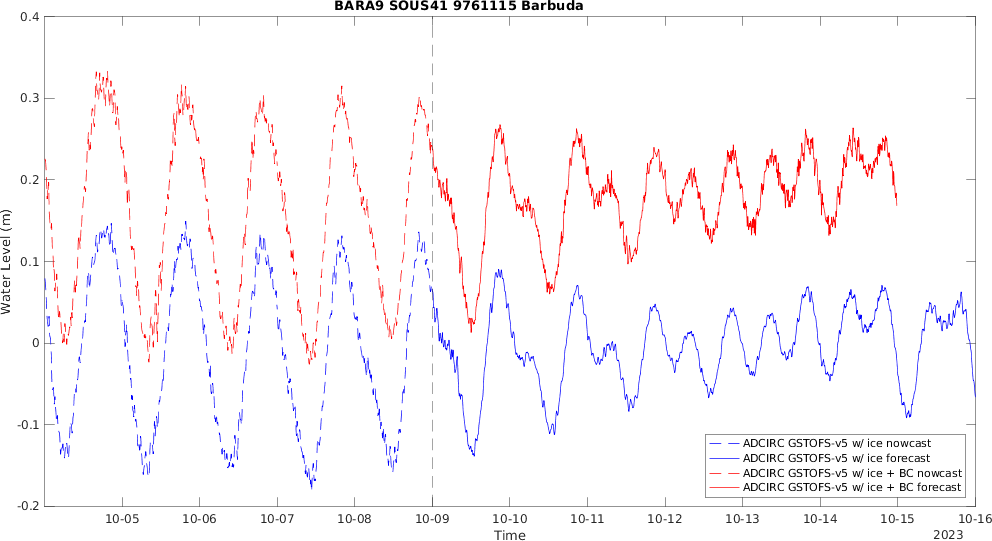 BARA9 SOUS41 9761115 Barbuda
0.4
0.3
0.2
0.1
0
-0.1
-0.2
Water Level (m)
10-05 10-06 10-07 10-08 10-09 10-10 10-11 10-12 10-13 10-14 10-15 10-16
Time
2023
ADCIRC GSTOFS-v5 w/ ice nowcast
ADCIRC GSTOFS-v5 w/ ice forecast
ADCIRC GSTOFS-v5 w/ ice + BC nowcast
ADCIRC GSTOFS-v5 w/ ice + BC forecast